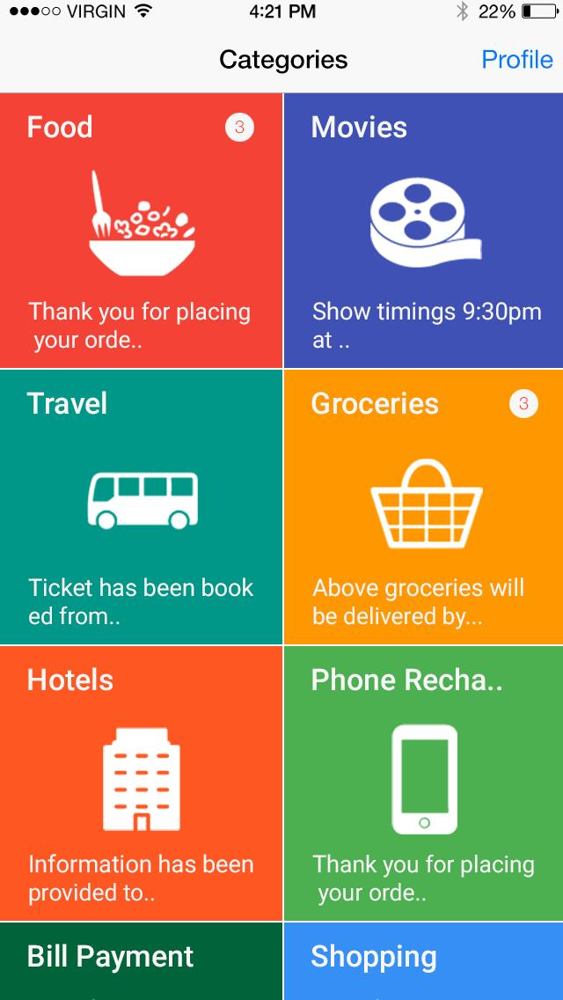 VIRGIN 4:21 PM 22%
Categories Profile
Food 3
Movies
Thank you for placing
your orde..
Show timings 9:30pm
at ..
Travel
Groceries 3
Ticket has been book
ed from..
Above groceries will
be delivered by...
Hotels
Phone Recha..
Information has been
provided to..
Thank you for placing
your orde..
Bill Payment
Shopping